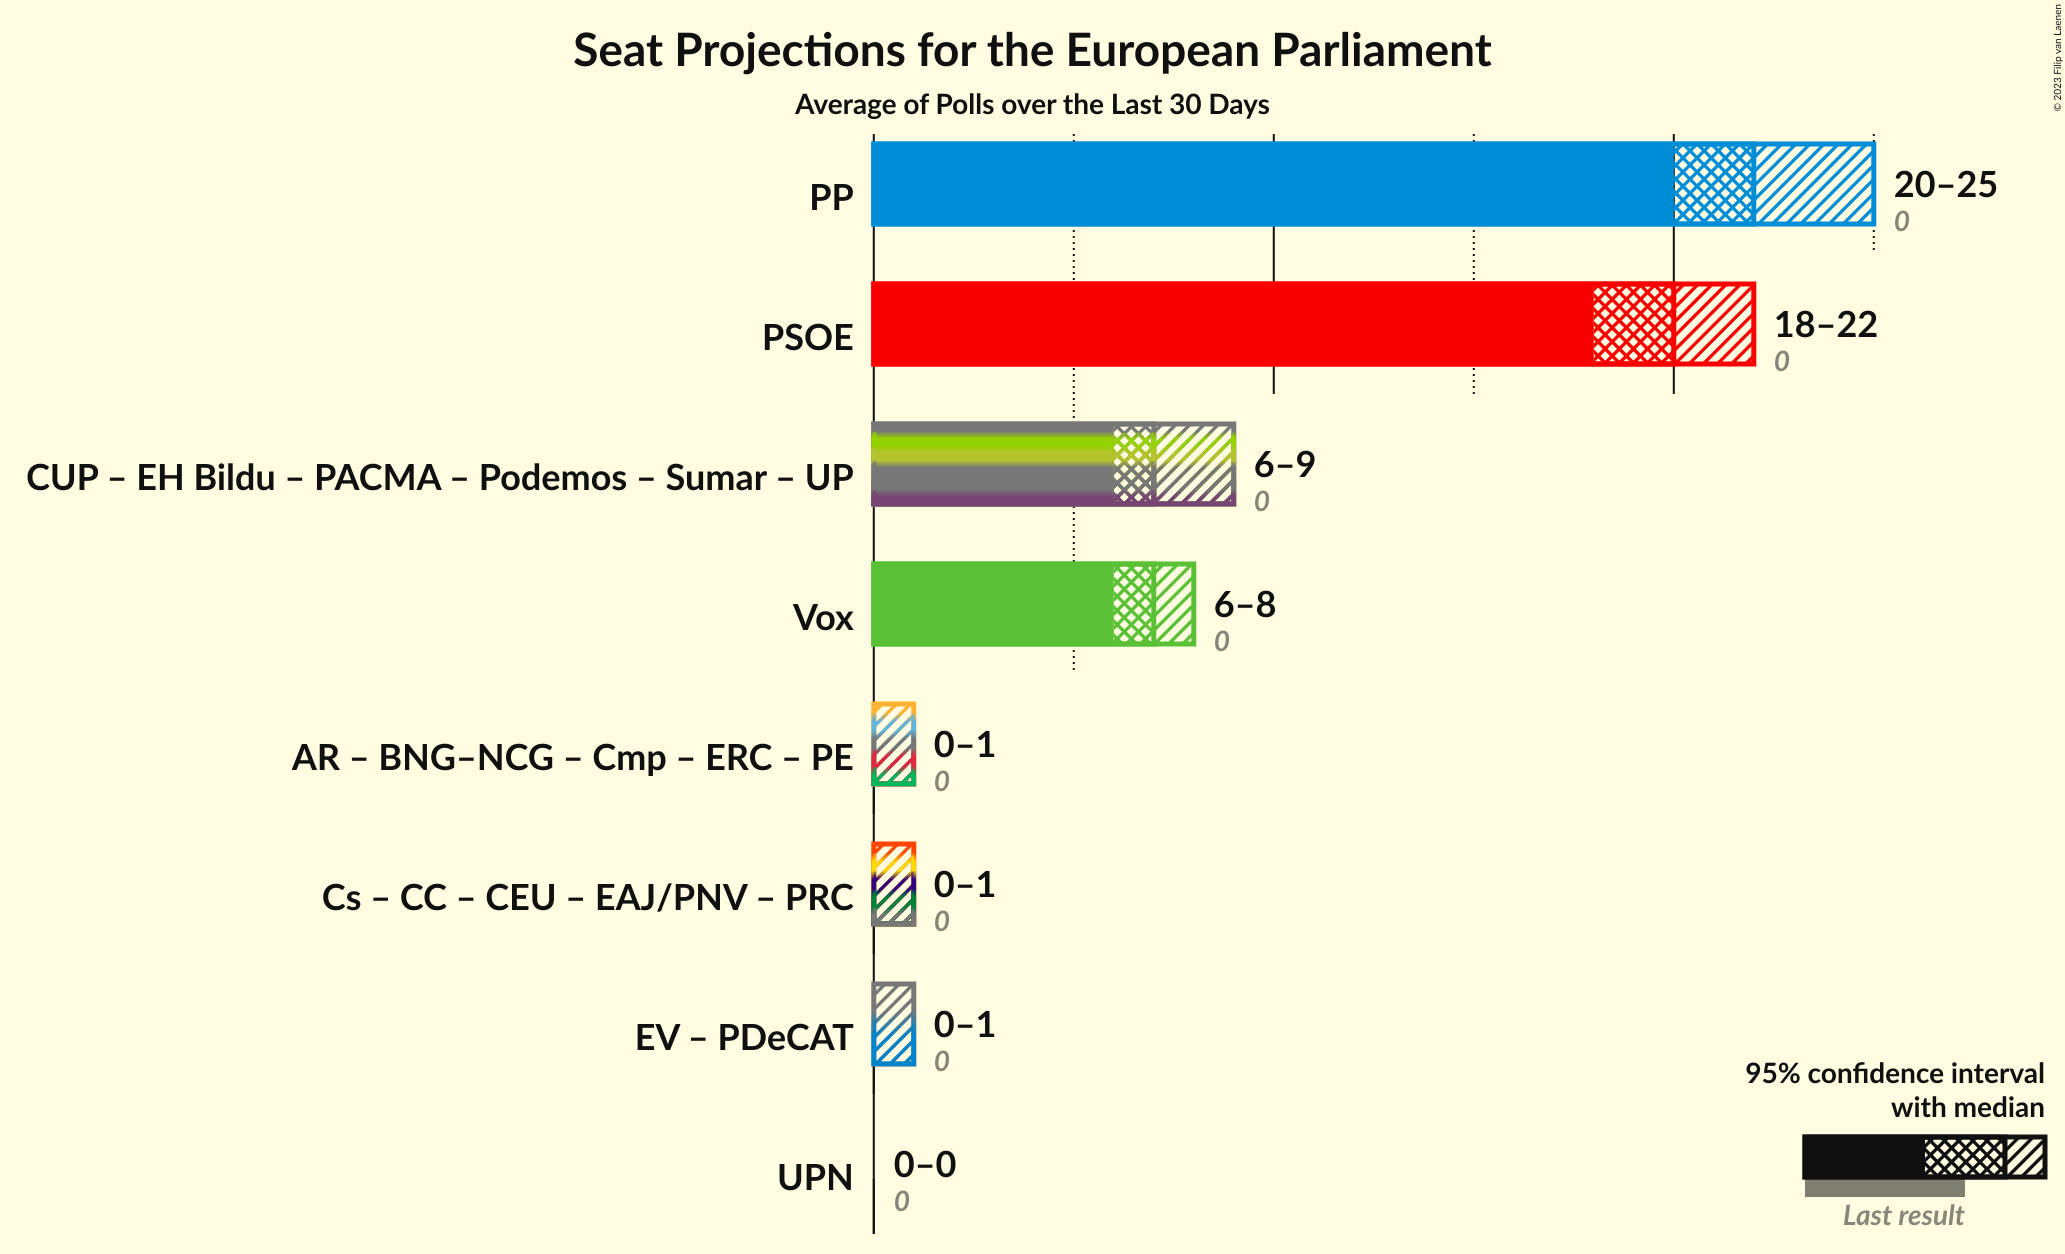 Seat Projections for the European Parliament
Average of Polls over the Last 30 Days
© 2023 Filip van Laenen
PP
20–25
0
PSOE
18–22
0
CUP – EH Bildu – PACMA – Podemos – Sumar – UP
6–9
0
Vox
6–8
0
AR – BNG–NCG – Cmp – ERC – PE
0–1
0
Cs – CC – CEU – EAJ/PNV – PRC
0–1
0
EV – PDeCAT
0–1
0
UPN
0–0
0
95% confidence interval
with median
Last result